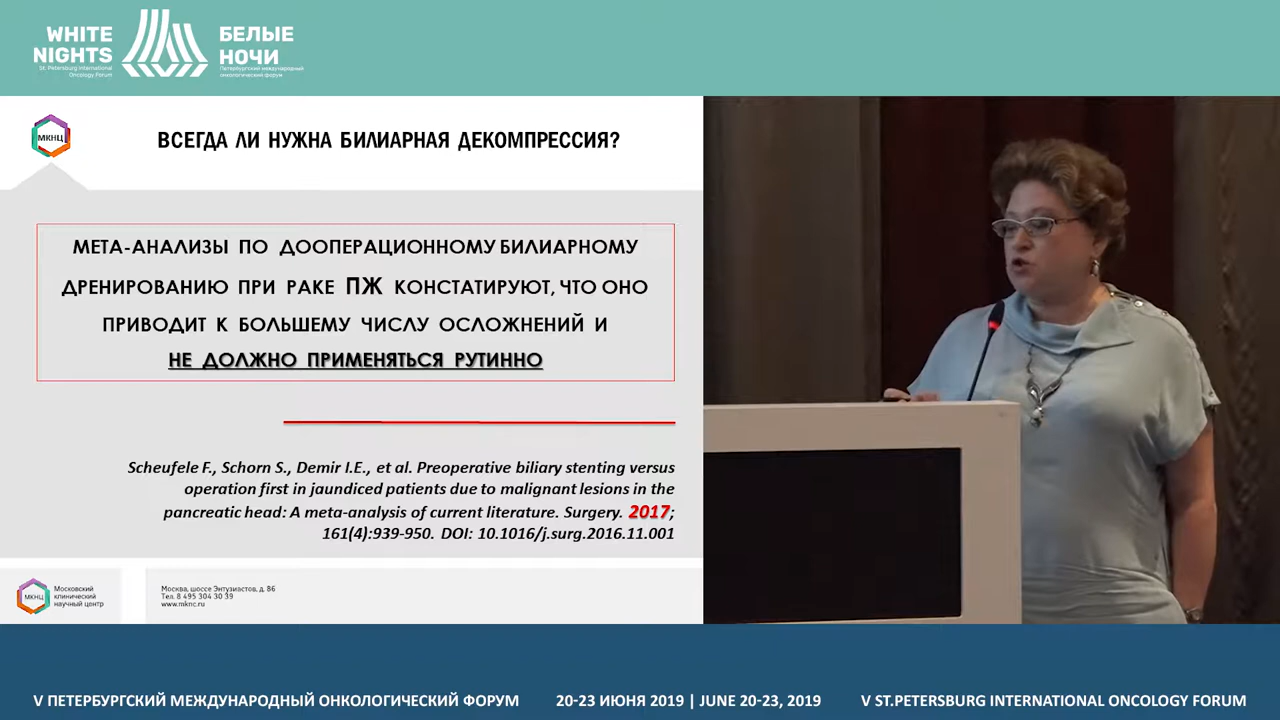 WHITE
NIGHTS
St. Petersburg International
Oncology Forum
БЕЛЫЕ
НОЧИ
Петербургский международный
онкологический форум
МКНЦ
ВСЕГДА ЛИ НУЖНА БИЛИАРНАЯ ДЕКОМПРЕССИЯ?
МЕТА-АНАЛИЗЫ ПО ДООПЕРАЦИОННОМУ БИЛИАРНОМУ
ДРЕНИРОВАНИЮ ПРИ РАКЕ ПЖ КОНСТАТИРУЮТ, ЧТО ОНО
ПРИВОДИТ К БОЛЬШЕМУ ЧИСЛУ ОСЛОЖНЕНИЙ И
НЕ ДОЛЖНО ПРИМЕНЯТЬСЯ РУТИННО
Scheufele F., Schorn S., Demir I.E., et al. Preoperative biliary stenting versus
operation first in jaundiced patients due to malignant lesions in the
pancreatic head: A meta-analysis of current literature. Surgery. 2017;
161(4):939-950. DOI: 10.1016/j.surg.2016.11.001
МКНЦ
Московский
клинический
научный центр
Москва, шоссе Энтузиастов, д. 86
Тел. 8 495 304 30 39
www.mknc.ru
V ПЕТЕРБУРГСКИЙ МЕЖДУНАРОДНЫЙ ОНКОЛОГИЧЕСКИЙ ФОРУМ
20-23 ИЮНЯ 2019 | JUNE 20-23, 2019
V ST.PETERSBURG INTERNATIONAL ONCOLOGY FORUM